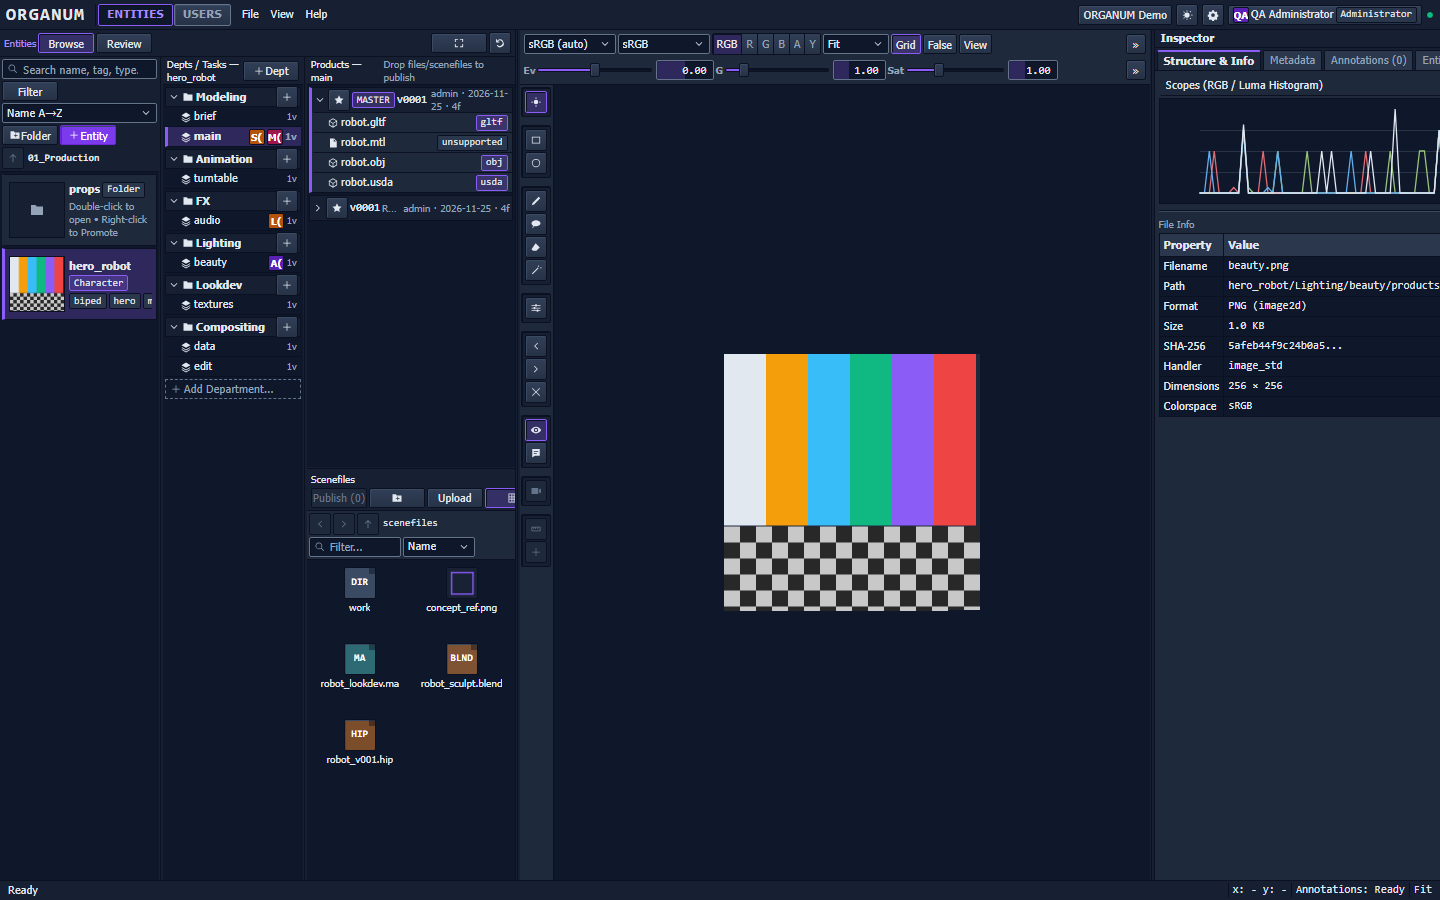 ORGANUM ENTITIES USERS File View Help ORGANUM Demo QA QA Administrator Administrator
Entities Browse Review
Search name, tag, type.
Filter
Name A→Z
Folder + Entity
01_Production
props Folder
Double-click to
open • Right-click
to Promote
hero_robot
Character
biped hero
Depts / Tasks —
hero_robot
+ Dept
Modeling
brief 1v
main S( M( 1v
Animation
turntable 1v
FX
audio L( 1v
Lighting
beauty A( 1v
Lookdev
textures 1v
Compositing
data 1v
edit 1v
+ Add Department...
Products —
main
Drop files/scenefiles to
publish
MASTER v0001 admin · 2026-11-
25 · 4f
robot.gltf gltf
robot.mtl unsupported
robot.obj obj
robot.usda usda
v0001 R... admin · 2026-11-25 · 4f
Scenefiles
Publish (0) Upload
scenefiles
Filter... Name
DIR
work
concept_ref.png
MA
robot_lookdev.ma
BLND
robot_sculpt.blend
HIP
robot_v001.hip
sRGB (auto) sRGB RGB R G B A Y Fit Grid False View »
Ev 0.00 G 1.00 Sat 1.00 »
Inspector
Structure & Info Metadata Annotations (0) Enti
Scopes (RGB / Luma Histogram)
File Info
Property Value
Filename beauty.png
Path hero_robot/Lighting/beauty/products
Format PNG (image2d)
Size 1.0 KB
SHA-256 5afeb44f9c24b0a5...
Handler image_std
Dimensions 256 × 256
Colorspace sRGB
Ready
x: - y: - Annotations: Ready Fit